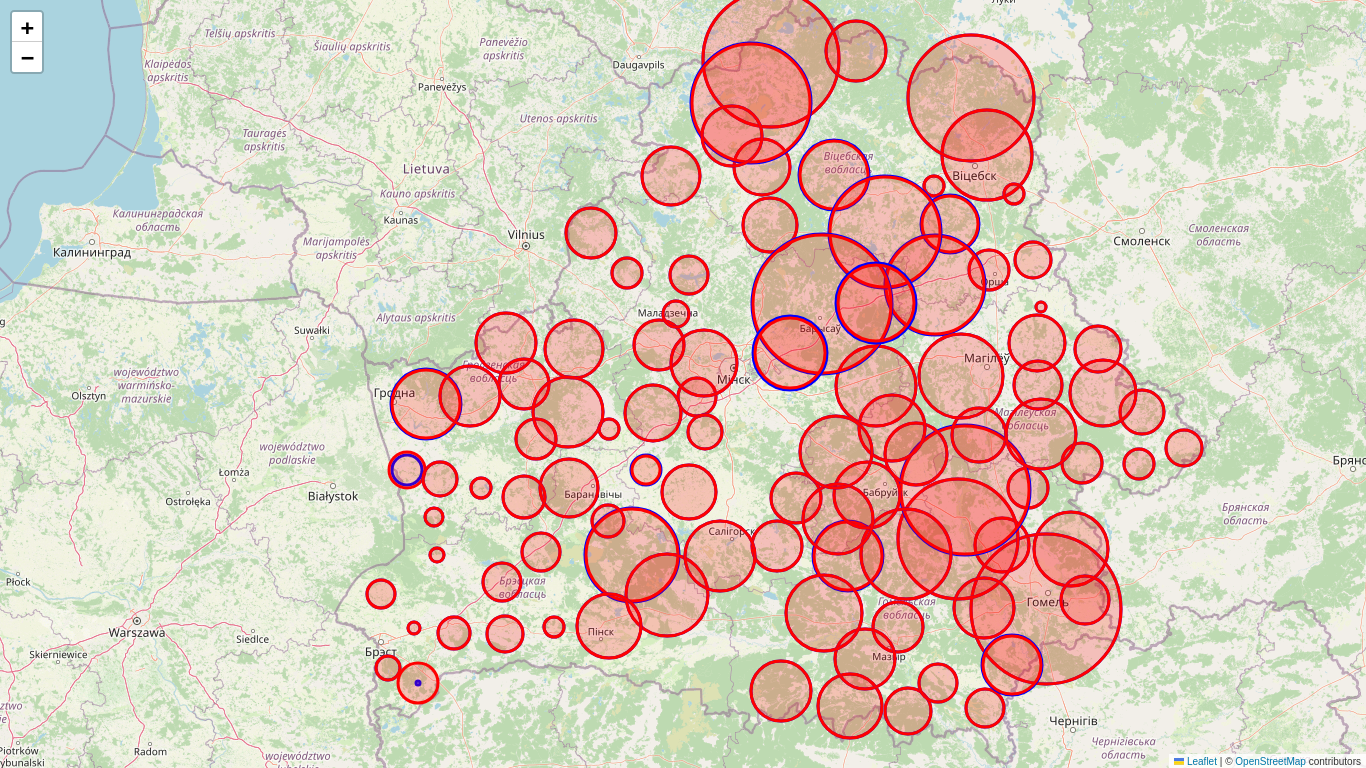 +
−
Telšių apskritis
Šiaulių apskritis
Panevėžio
apskritis
Daugavpils
Луки
Klaipėdos
apskritis
Panevėžys
Utenos apskritis
Tauragės
apskritis
Lietuva
Kauno apskritis
Віцебская
вобласць
Віцебск
Калининградская
область
Kaunas
Калининград
Marijampolės
apskritis
Vilnius
Смоленск
Смоленская
область
Орша
Alytaus apskritis
Маладзечна
Suwałki
Барысаў
Гродзенская
вобласць
Мінск
Магілёў
województwo
warmińsko-
mazurskie
Olsztyn
Гродна
Магілёўская
вобласць
województwo
podlaskie
Łomża
Ostrołęka
Białystok
Баранавічы
Бабруйск
Брянс
Брянская
область
Салігорск
Płock
Брэсцкая
вобласць
Гомельская
вобласць
Гомель
Warszawa
Siedlce
Skierniewice
Брэст
Пінск
Мазыр
Чернігів
Чернігівська
область
Piotrków
Radom
województwo
Leaflet | © OpenStreetMap contributors